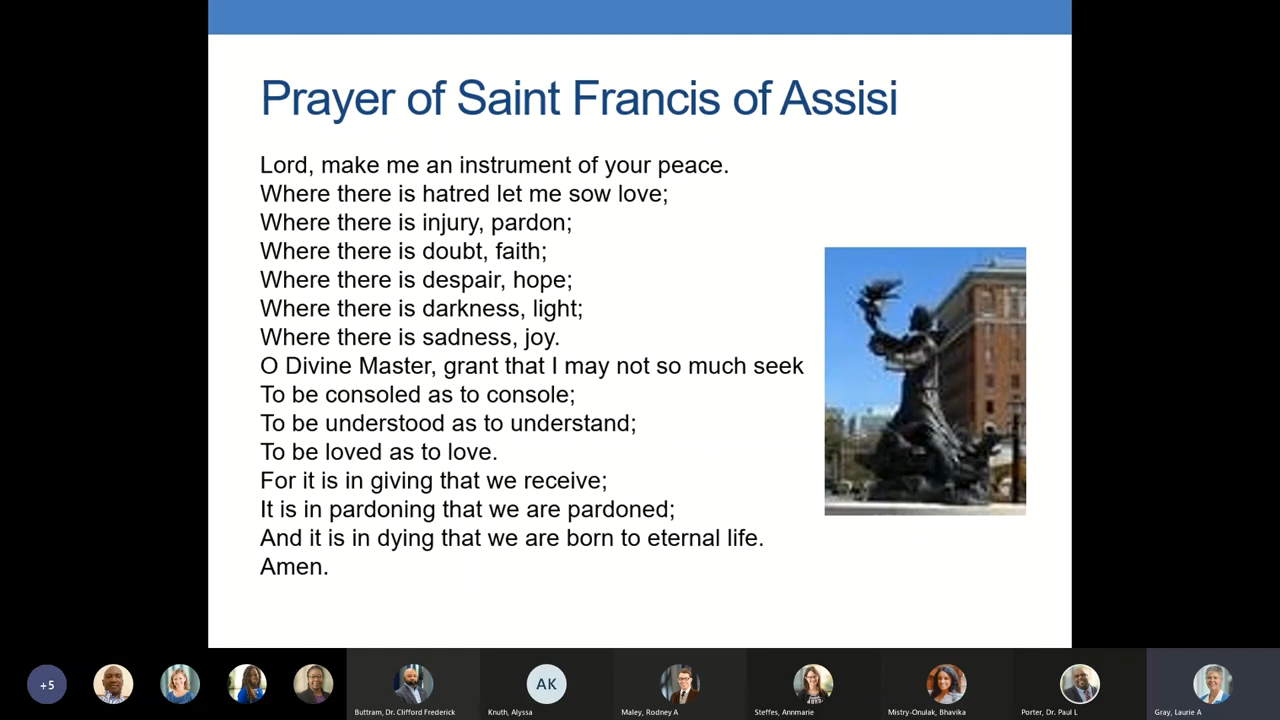 Prayer of Saint Francis of Assisi
Lord, make me an instrument of your peace.
Where there is hatred let me sow love;
Where there is injury, pardon;
Where there is doubt, faith;
Where there is despair, hope;
Where there is darkness, light;
Where there is sadness, joy.
O Divine Master, grant that I may not so much seek
To be consoled as to console;
To be understood as to understand;
To be loved as to love.
For it is in giving that we receive;
It is in pardoning that we are pardoned;
And it is in dying that we are born to eternal life.
Amen.
+5
AK
Buttram, Dr. Clifford Frederick
Knuth, Alyssa
Maley, Rodney A
Steffes, Annmarie
Mistry-Onulak, Bhavika
Porter, Dr. Paul L
Gray, Laurie A